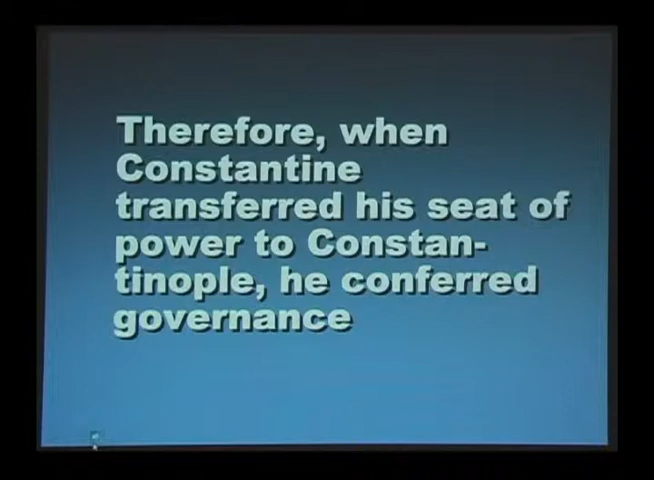 Therefore, when
Constantine
transferred his seat of
power to Constan-
tinople, he conferred
governance